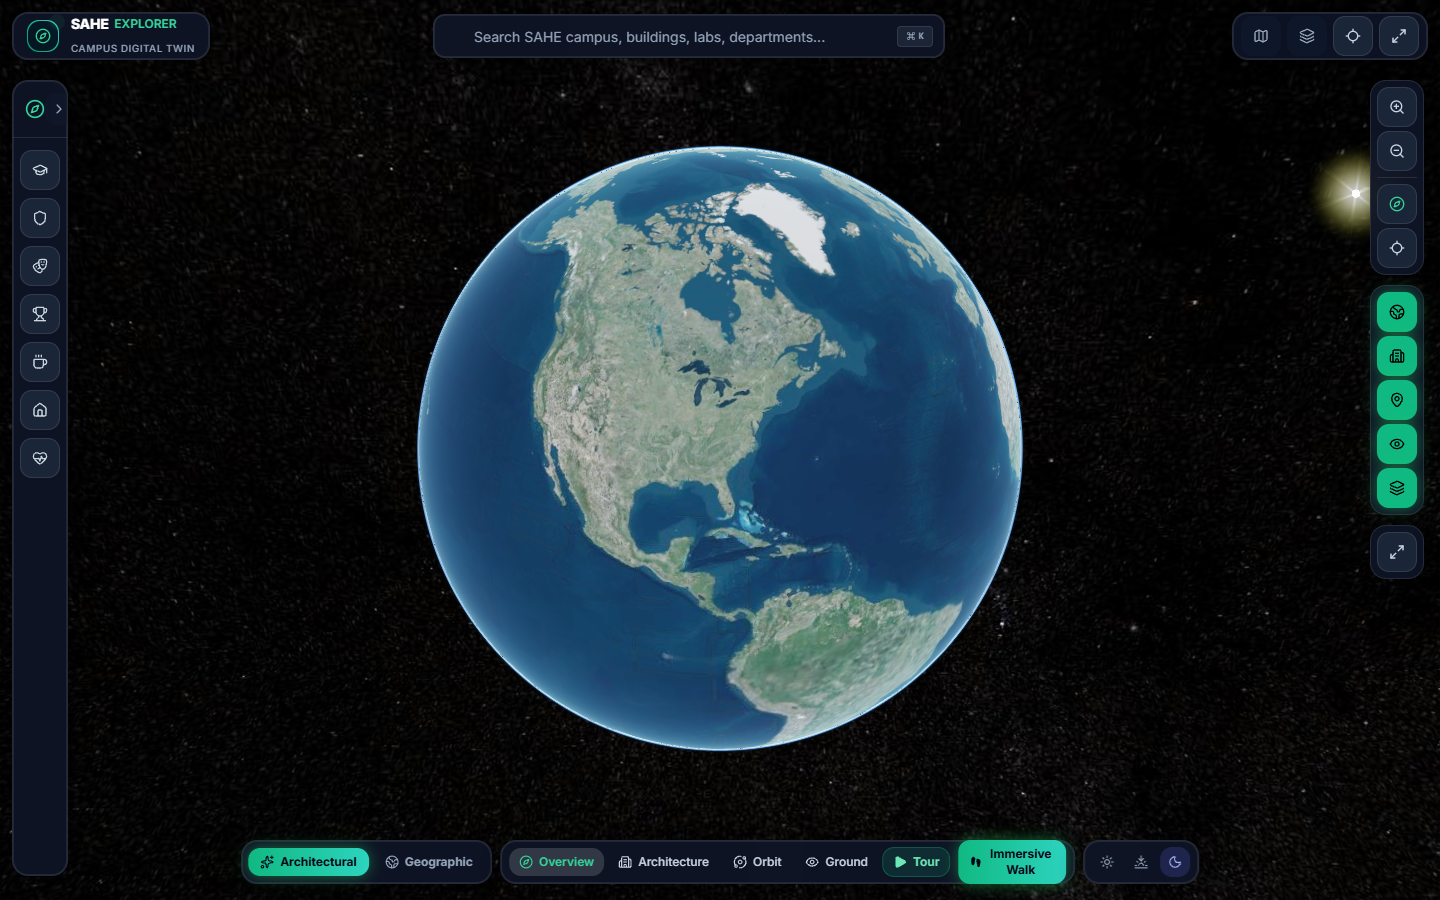 SAHE EXPLORER
CAMPUS DIGITAL TWIN
Search SAHE campus, buildings, labs, departments...
⌘ K
Architectural
Geographic
Overview
Architecture
Orbit
Ground
Tour
Immersive
Walk